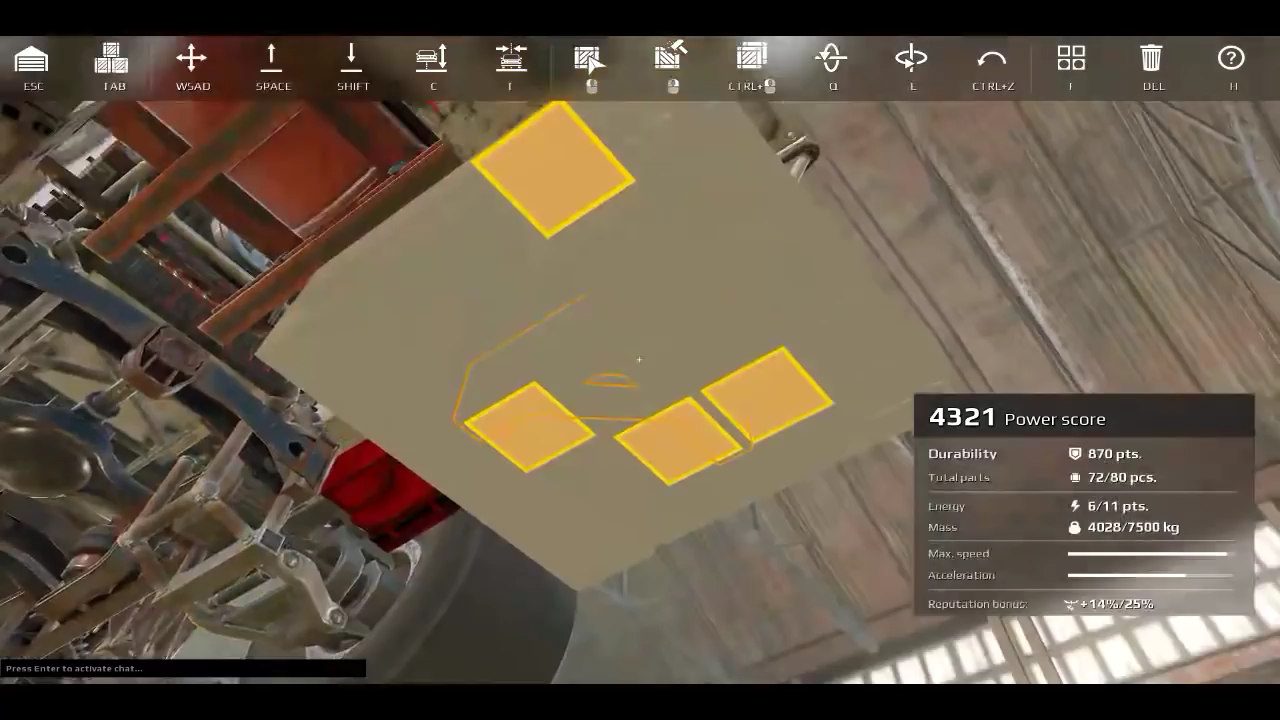 ESC TAB WSAD SPACE SHIFT C T CTRL+ Q E CTRL+Z F DEL H
?
4321 Power score
Durability 870 pts.
Total parts 72/80 pcs.
Energy 6/11 pts.
Mass 4028/7500 kg
Max. speed
Acceleration
Reputation bonus: +14%/25%
Press Enter to activate chat...